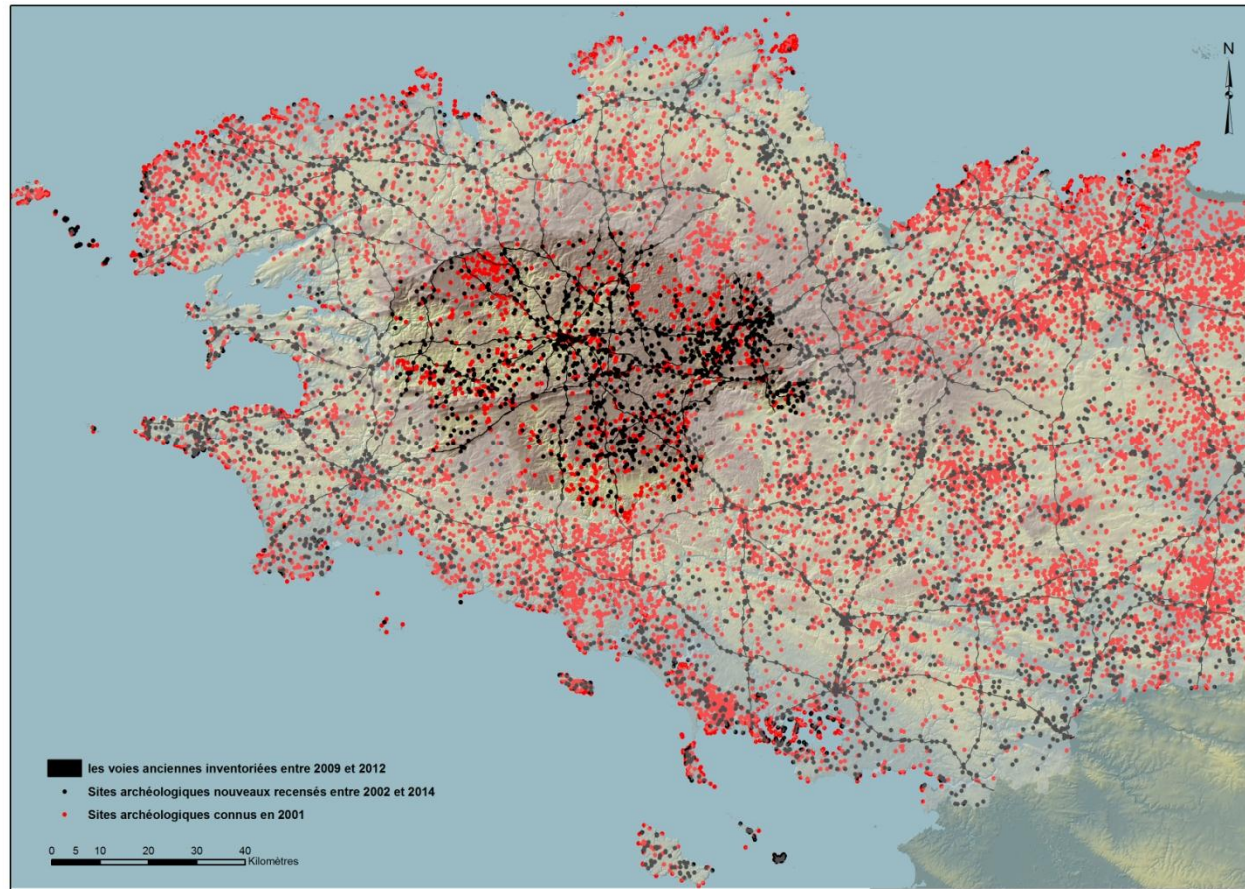 N
les voies anciennes inventoriées entre 2009 et 2012
Sites archéologiques nouveaux recensés entre 2002 et 2014
Sites archéologiques connus en 2001
0 5 10 20 30 40 Kilomètres